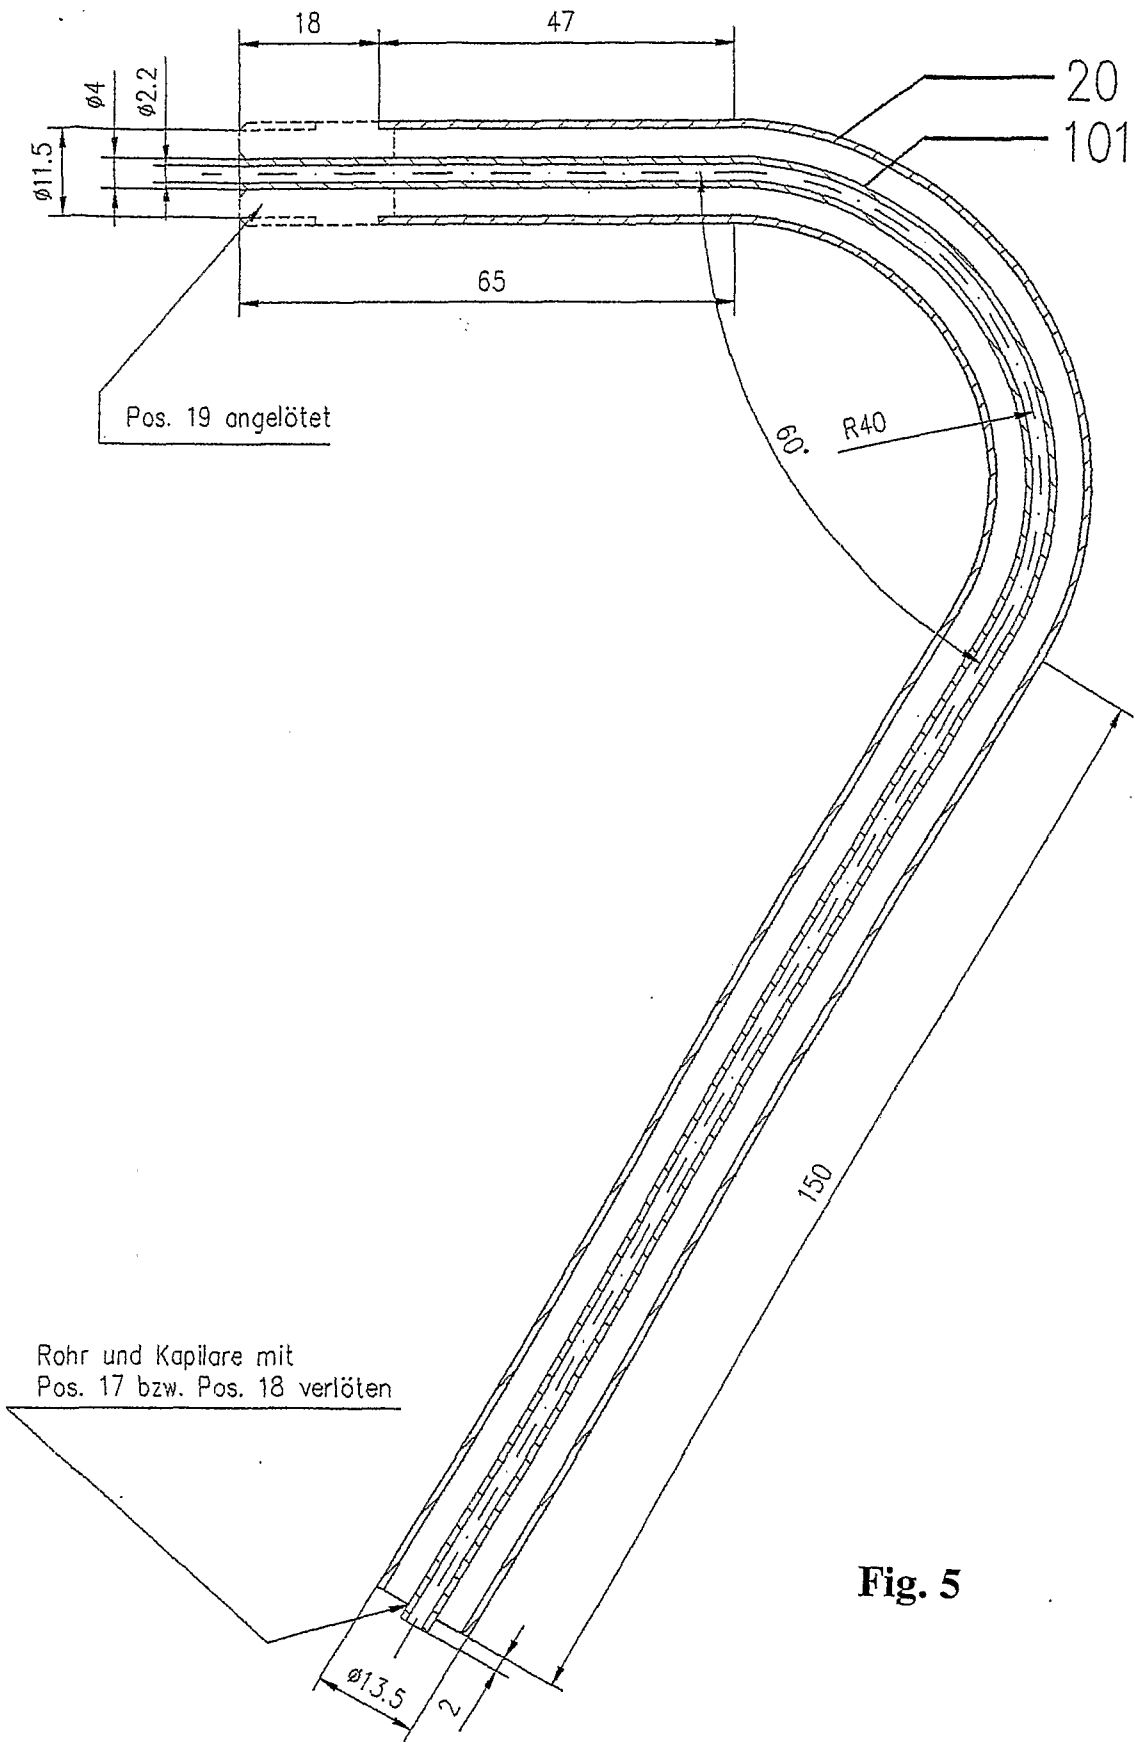 18
47
20
101
ø4
ø2.2
ø11.5
65
Pos. 19 angelötet
60°
R40
150
Rohr und Kapilare mit
Pos. 17 bzw. Pos. 18 verlöten
Fig. 5
ø13.5
2